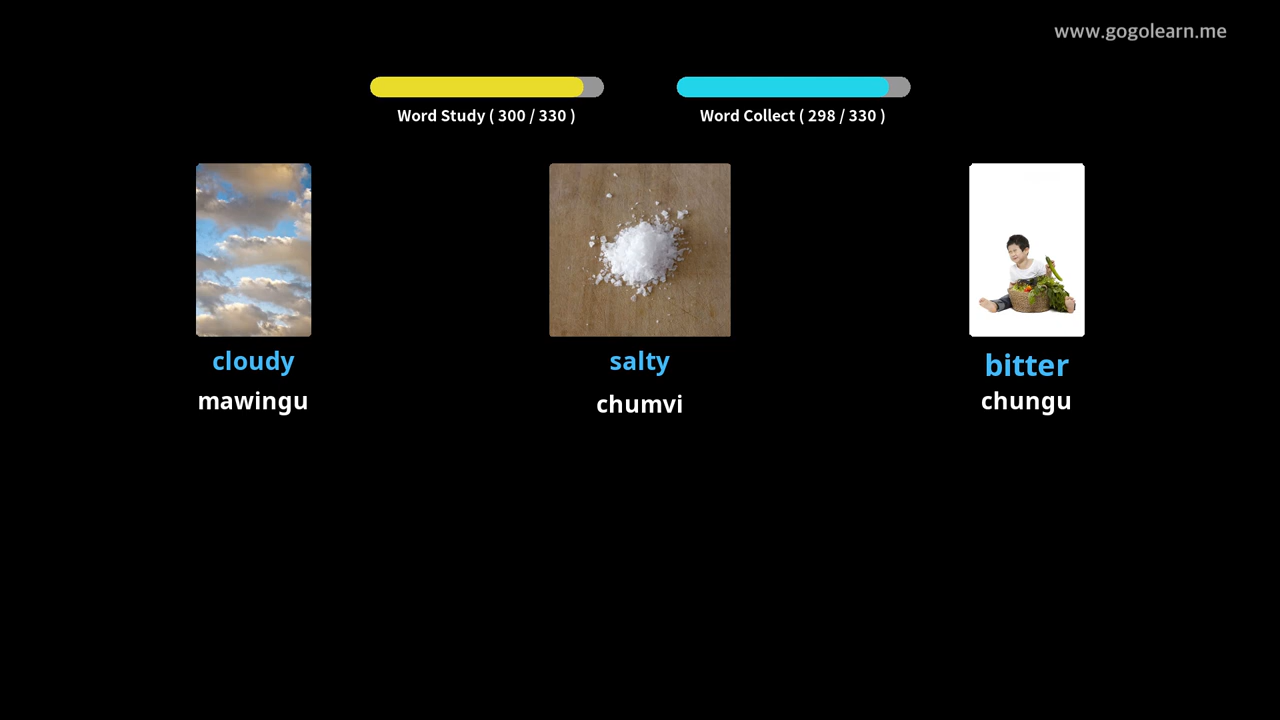 www.gogolearn.me
Word Study ( 300 / 330 )
Word Collect ( 298 / 330 )
cloudy
mawingu
salty
chumvi
bitter
chungu